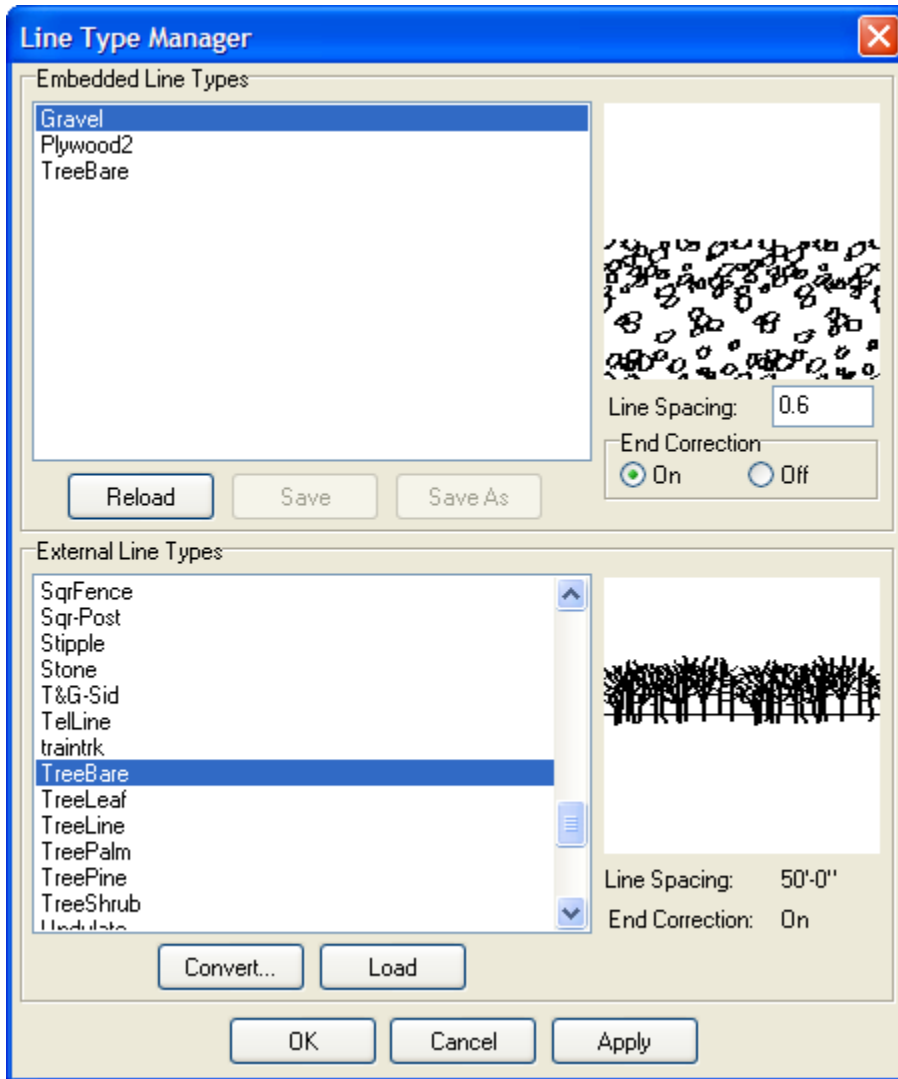 Line Type Manager
Embedded Line Types
Gravel
Plywood2
TreeBare
Line Spacing: 0.6
End Correction
On Off
Reload Save Save As
External Line Types
SqrFence
Sqr-Post
Stipple
Stone
T&G-Sid
TelLine
traintrk
TreeBare
TreeLeaf
TreeLine
TreePalm
TreePine
TreeShrub
Undulate
Line Spacing: 50'-0"
End Correction: On
Convert... Load
OK Cancel Apply